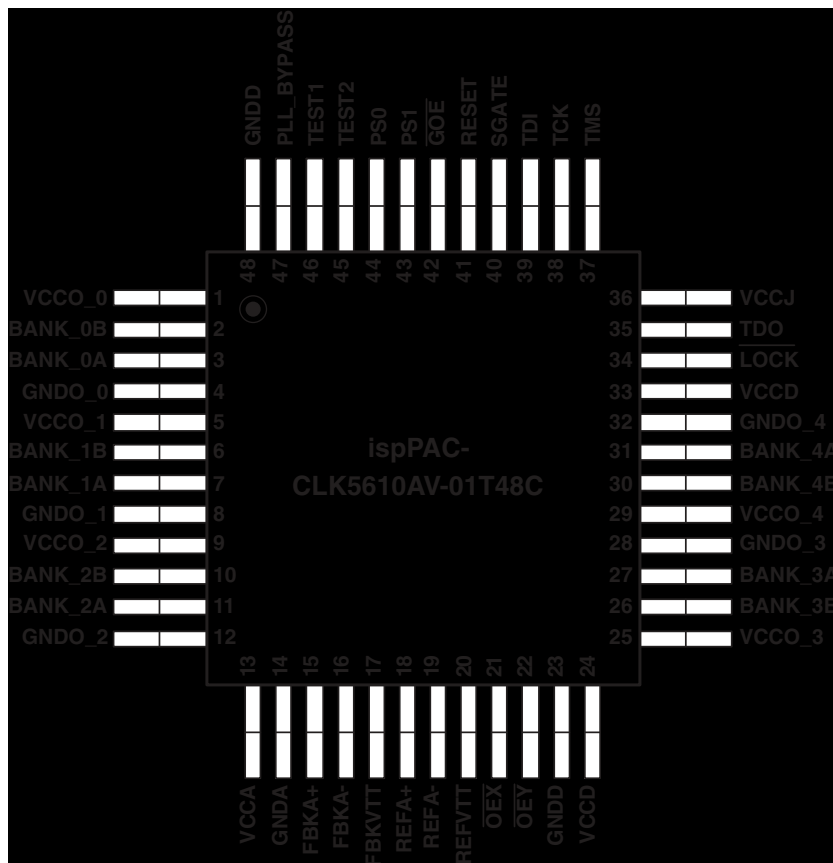 GNDD
PLL_BYPASS
TEST1
TEST2
PS0
PS1
GOE
RESET
SGATE
TDI
TCK
TMS
48
47
46
45
44
43
42
41
40
39
38
37
VCCO_0 1
BANK_0B 2
BANK_0A 3
GNDO_0 4
VCCO_1 5
BANK_1B 6
BANK_1A 7
GNDO_1 8
VCCO_2 9
BANK_2B 10
BANK_2A 11
GNDO_2 12
ispPAC-
CLK5610AV-01T48C
36 VCCJ
35 TDO
34 LOCK
33 VCCD
32 GNDO_4
31 BANK_4A
30 BANK_4B
29 VCCO_4
28 GNDO_3
27 BANK_3A
26 BANK_3B
25 VCCO_3
13
14
15
16
17
18
19
20
21
22
23
24
VCCA
GNDA
FBKA+
FBKA-
FBKVTT
REFA+
REFA-
REFVTT
OEX
OEY
GNDD
VCCD